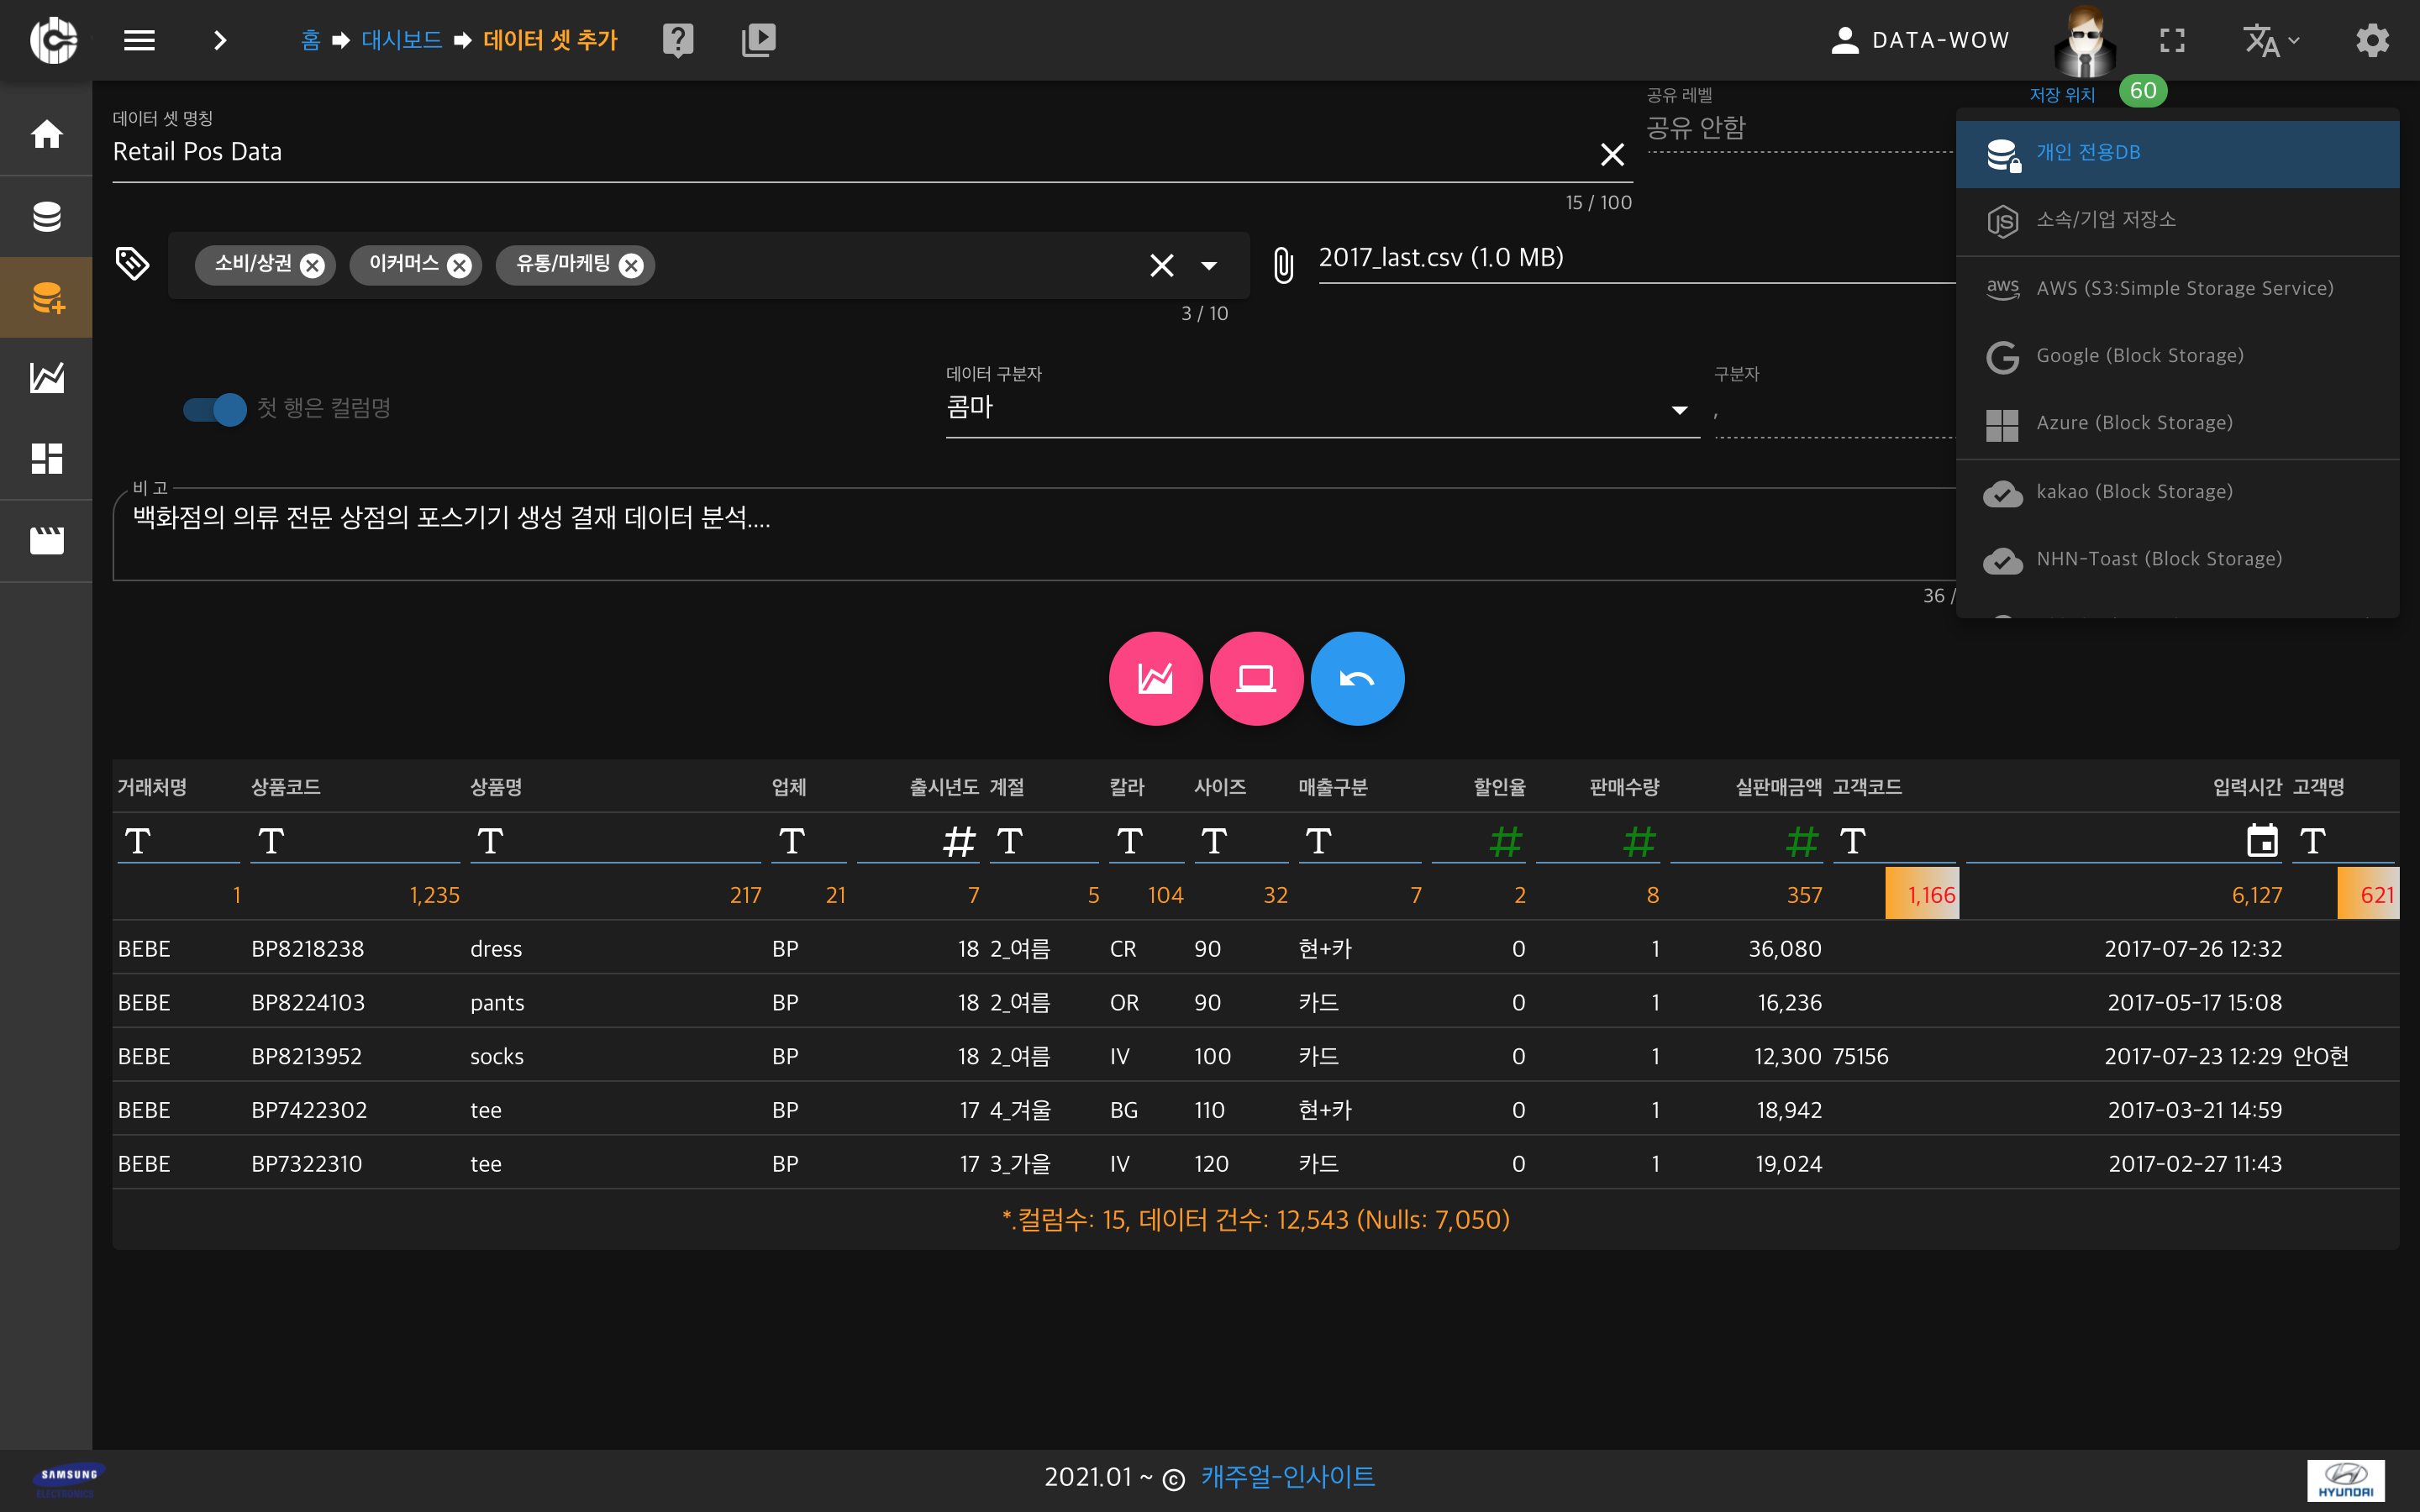 홈 ➡ 대시보드 ➡ 데이터 셋 추가
DATA-WOW
60
데이터 셋 명칭
Retail Pos Data
15 / 100
공유 레벨
공유 안함
저장 위치
개인 전용DB
소속/기업 저장소
aws AWS (S3:Simple Storage Service)
Google (Block Storage)
Azure (Block Storage)
kakao (Block Storage)
NHN-Toast (Block Storage)
소비/상권 이커머스 유통/마케팅
3 / 10
2017_last.csv (1.0 MB)
첫 행은 컬럼명
데이터 구분자
콤마
구분자
,
비 고
백화점의 의류 전문 상점의 포스기기 생성 결재 데이터 분석....
36 /
거래처명 상품코드 상품명 업체 출시년도 계절 칼라 사이즈 매출구분 할인율 판매수량 실판매금액 고객코드 입력시간 고객명
T T T T # T T T T # # # T T
1 1,235 217 21 7 5 104 32 7 2 8 357 1,166 6,127 621
BEBE BP8218238 dress BP 18 2_여름 CR 90 현+카 0 1 36,080 2017-07-26 12:32
BEBE BP8224103 pants BP 18 2_여름 OR 90 카드 0 1 16,236 2017-05-17 15:08
BEBE BP8213952 socks BP 18 2_여름 IV 100 카드 0 1 12,300 75156 2017-07-23 12:29 안O현
BEBE BP7422302 tee BP 17 4_겨울 BG 110 현+카 0 1 18,942 2017-03-21 14:59
BEBE BP7322310 tee BP 17 3_가을 IV 120 카드 0 1 19,024 2017-02-27 11:43
*.컬럼수: 15, 데이터 건수: 12,543 (Nulls: 7,050)
SAMSUNG
ELECTRONICS
2021.01 ~ © 캐주얼-인사이트
HYUNDAI